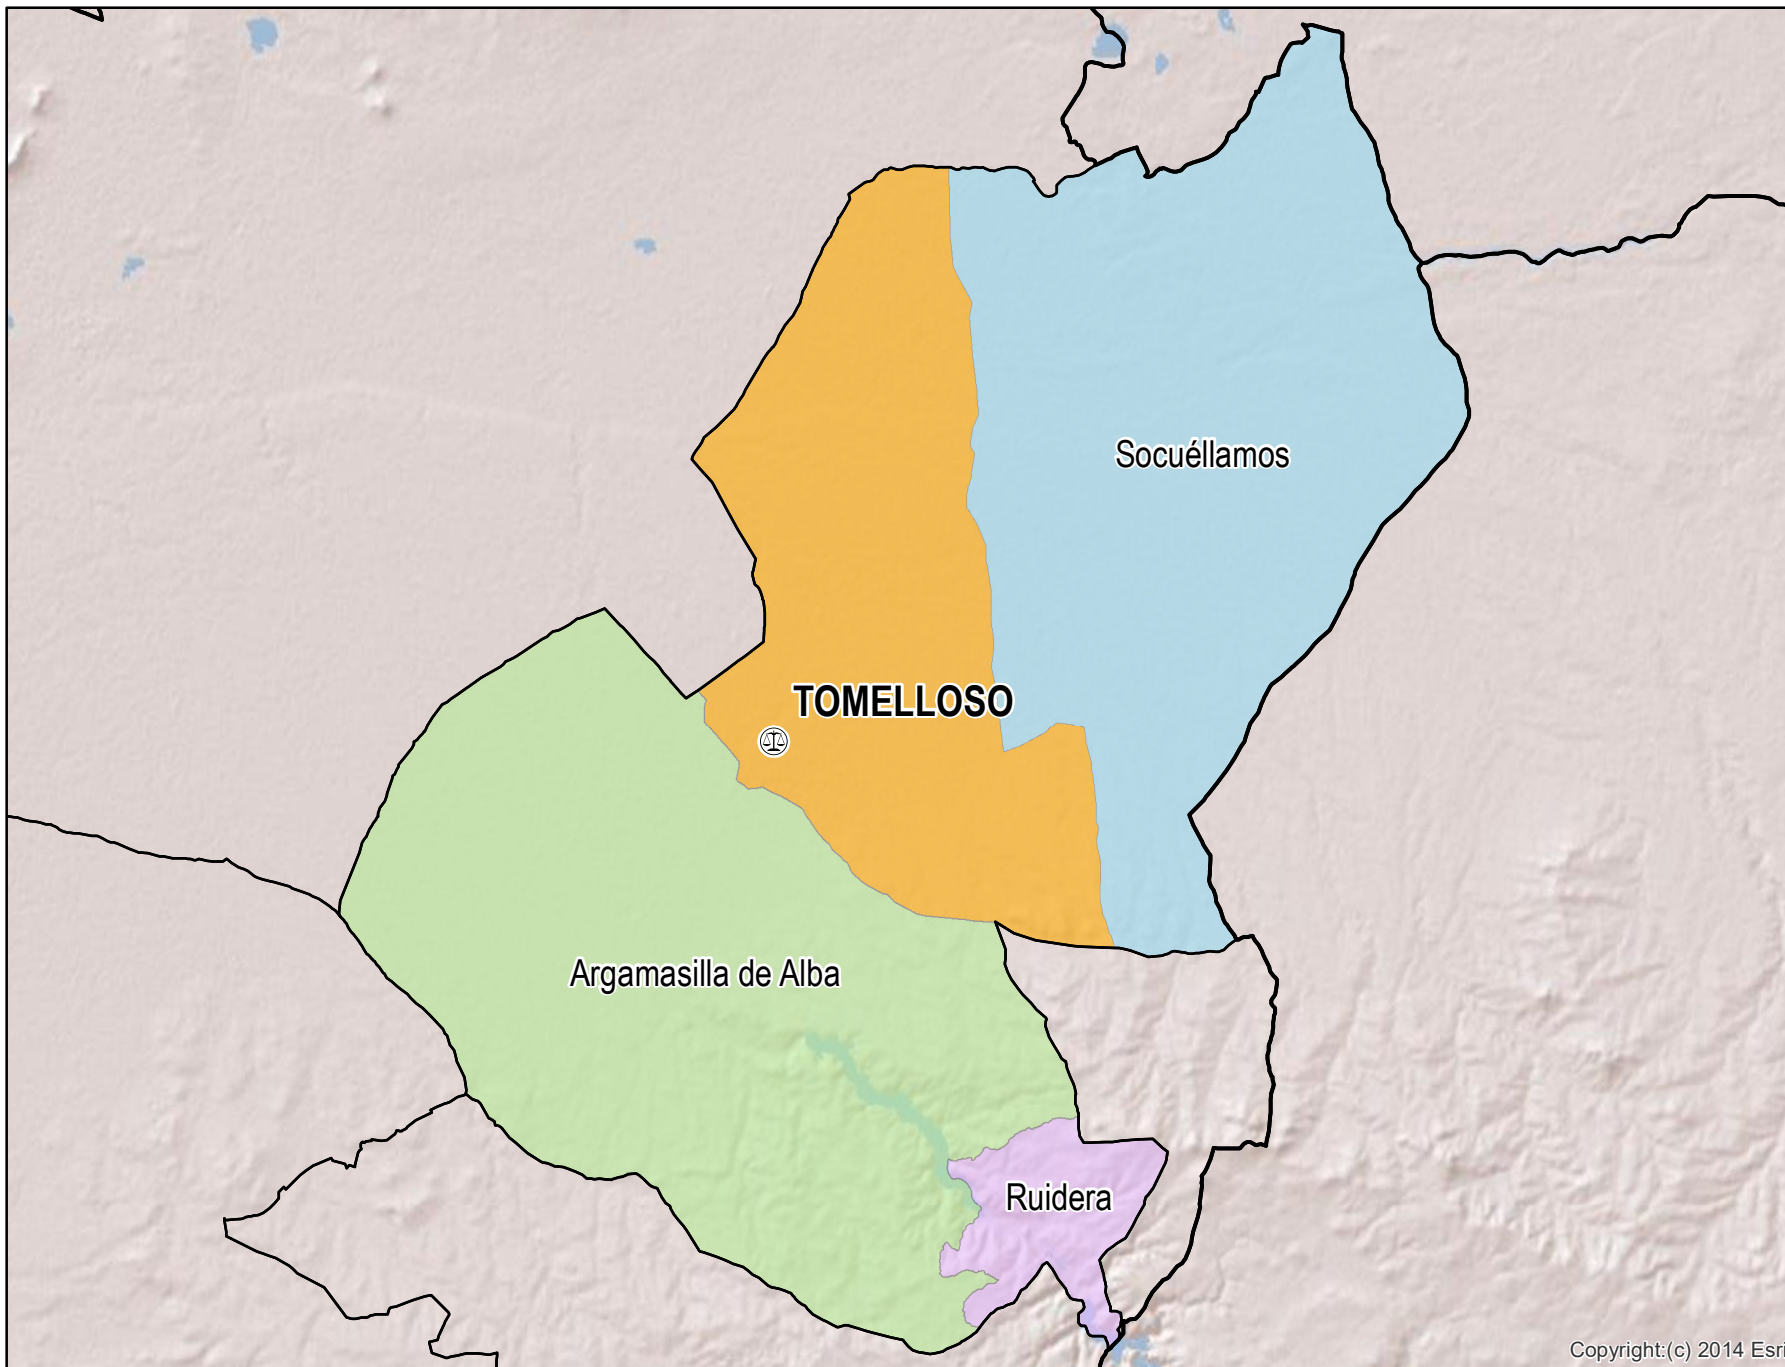 Socuéllamos
TOMELLOSO
Argamasilla de Alba
Ruidera
Copyright:(c) 2014 Esri